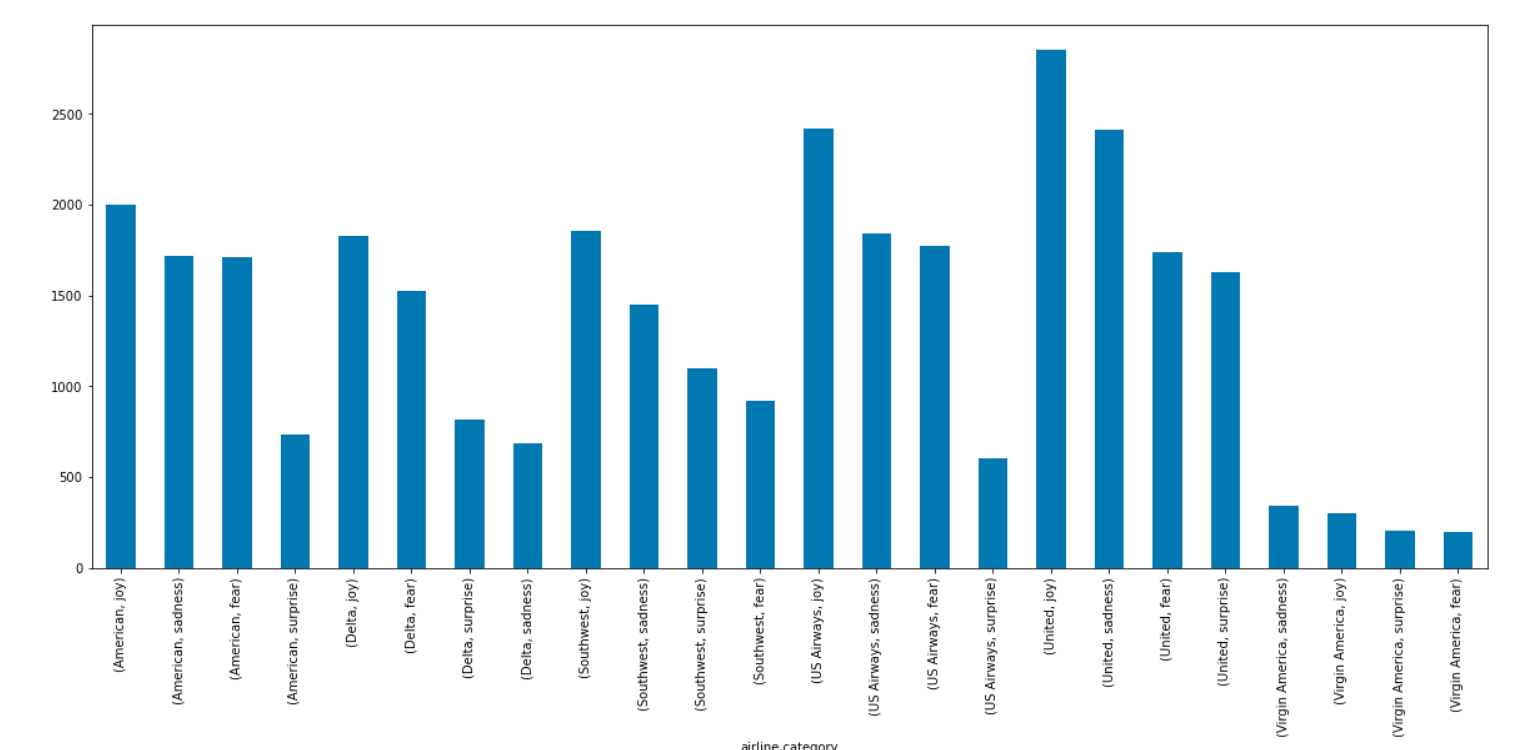 2500
2000
1500
1000
500
0
(American, joy)
(American, sadness)
(American, fear)
(American, surprise)
(Delta, joy)
(Delta, fear)
(Delta, surprise)
(Delta, sadness)
(Southwest, joy)
(Southwest, sadness)
(Southwest, surprise)
(Southwest, fear)
(US Airways, joy)
(US Airways, sadness)
(US Airways, fear)
(US Airways, surprise)
(United, joy)
(United, sadness)
(United, fear)
(United, surprise)
(Virgin America, sadness)
(Virgin America, joy)
(Virgin America, surprise)
(Virgin America, fear)
airline,category